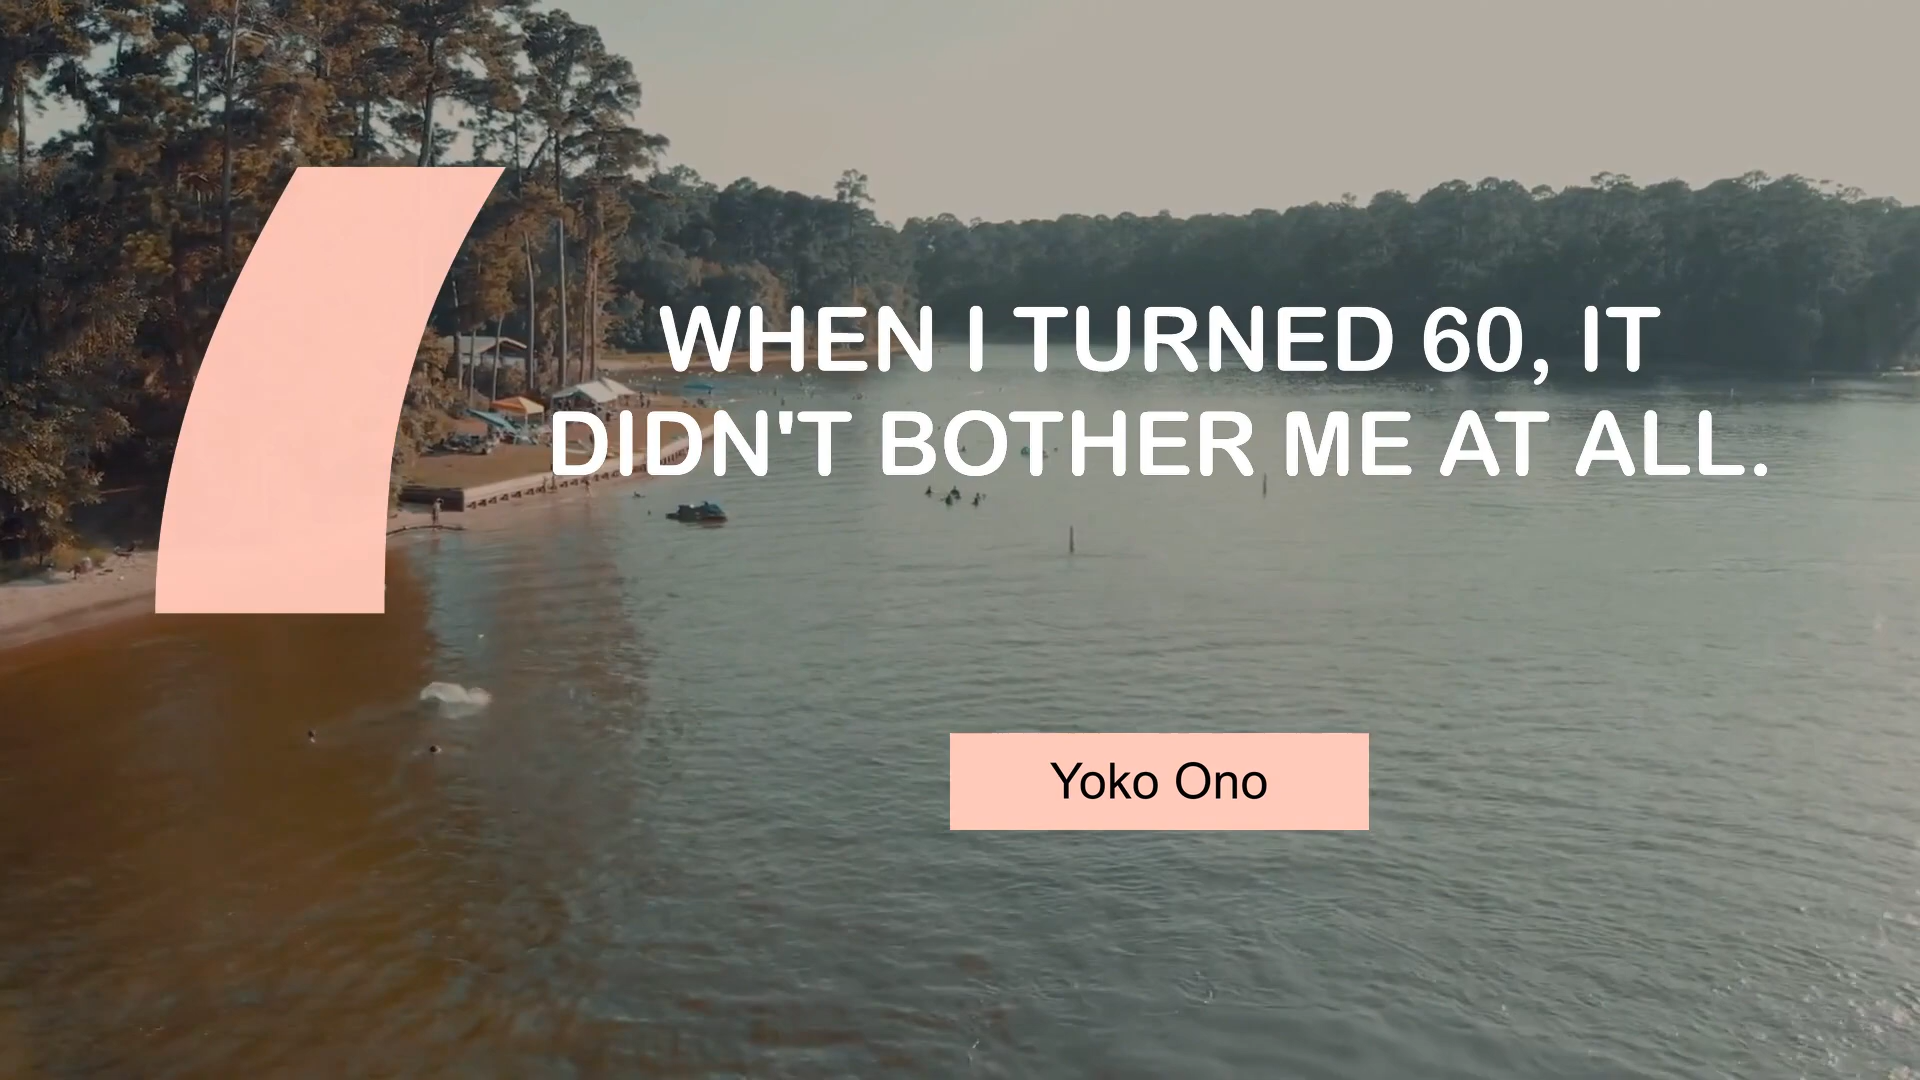 WHEN I TURNED 60, IT
DIDN'T BOTHER ME AT ALL.
Yoko Ono